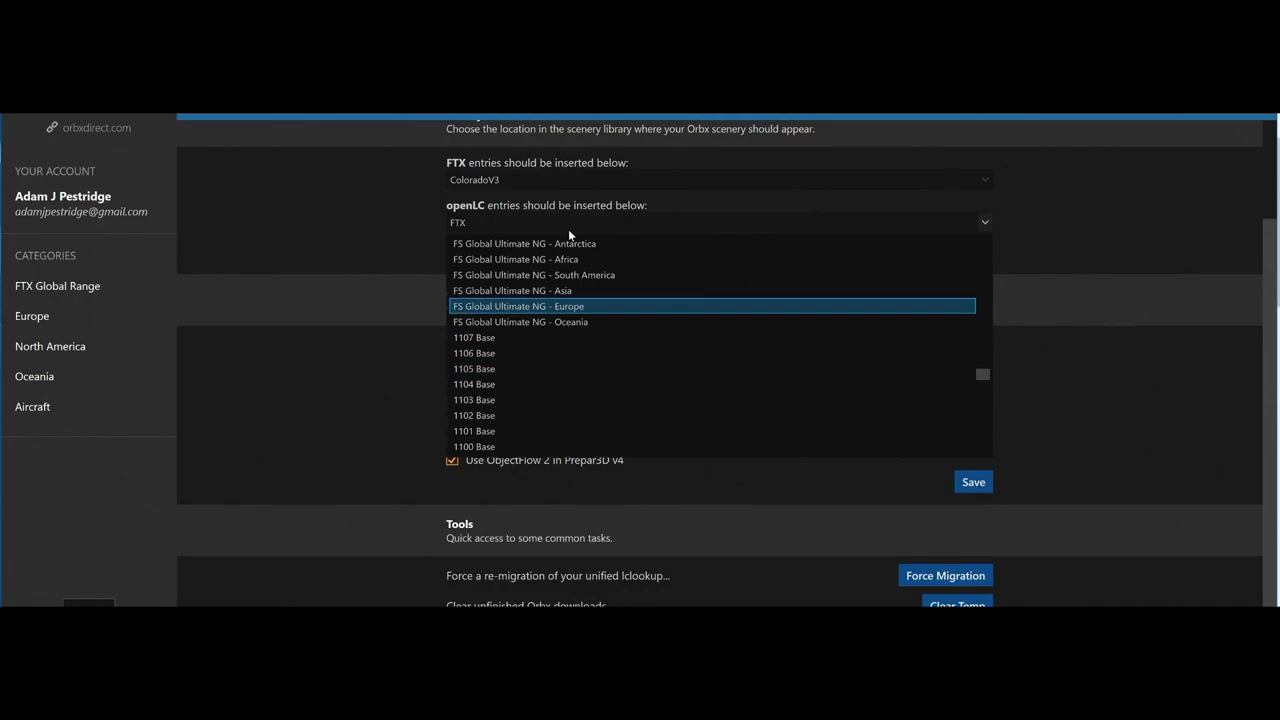 orbxdirect.com
YOUR ACCOUNT
Adam J Pestridge
adamjpestridge@gmail.com
CATEGORIES
FTX Global Range
Europe
North America
Oceania
Aircraft
Choose the location in the scenery library where your Orbx scenery should appear.
FTX entries should be inserted below:
ColoradoV3
openLC entries should be inserted below:
FTX
FS Global Ultimate NG - Antarctica
FS Global Ultimate NG - Africa
FS Global Ultimate NG - South America
FS Global Ultimate NG - Asia
FS Global Ultimate NG - Europe
FS Global Ultimate NG - Oceania
1107 Base
1106 Base
1105 Base
1104 Base
1103 Base
1102 Base
1101 Base
1100 Base
Use ObjectFlow 2 in Prepar3D v4
Save
Tools
Quick access to some common tasks.
Force a re-migration of your unified lclookup...
Force Migration
Clear unfinished Orbx downloads
Clear Temp